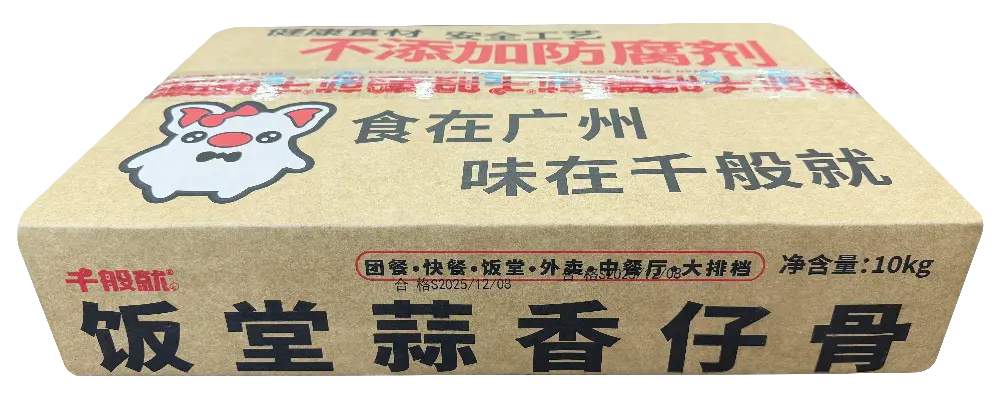 健康食材 安全工艺
不添加防腐剂
食在广州
味在千般就
千般就®
团餐·快餐·饭堂·外卖·中餐厅·大排档
净含量:10kg
合 格S2025/12/08
饭堂蒜香仔骨